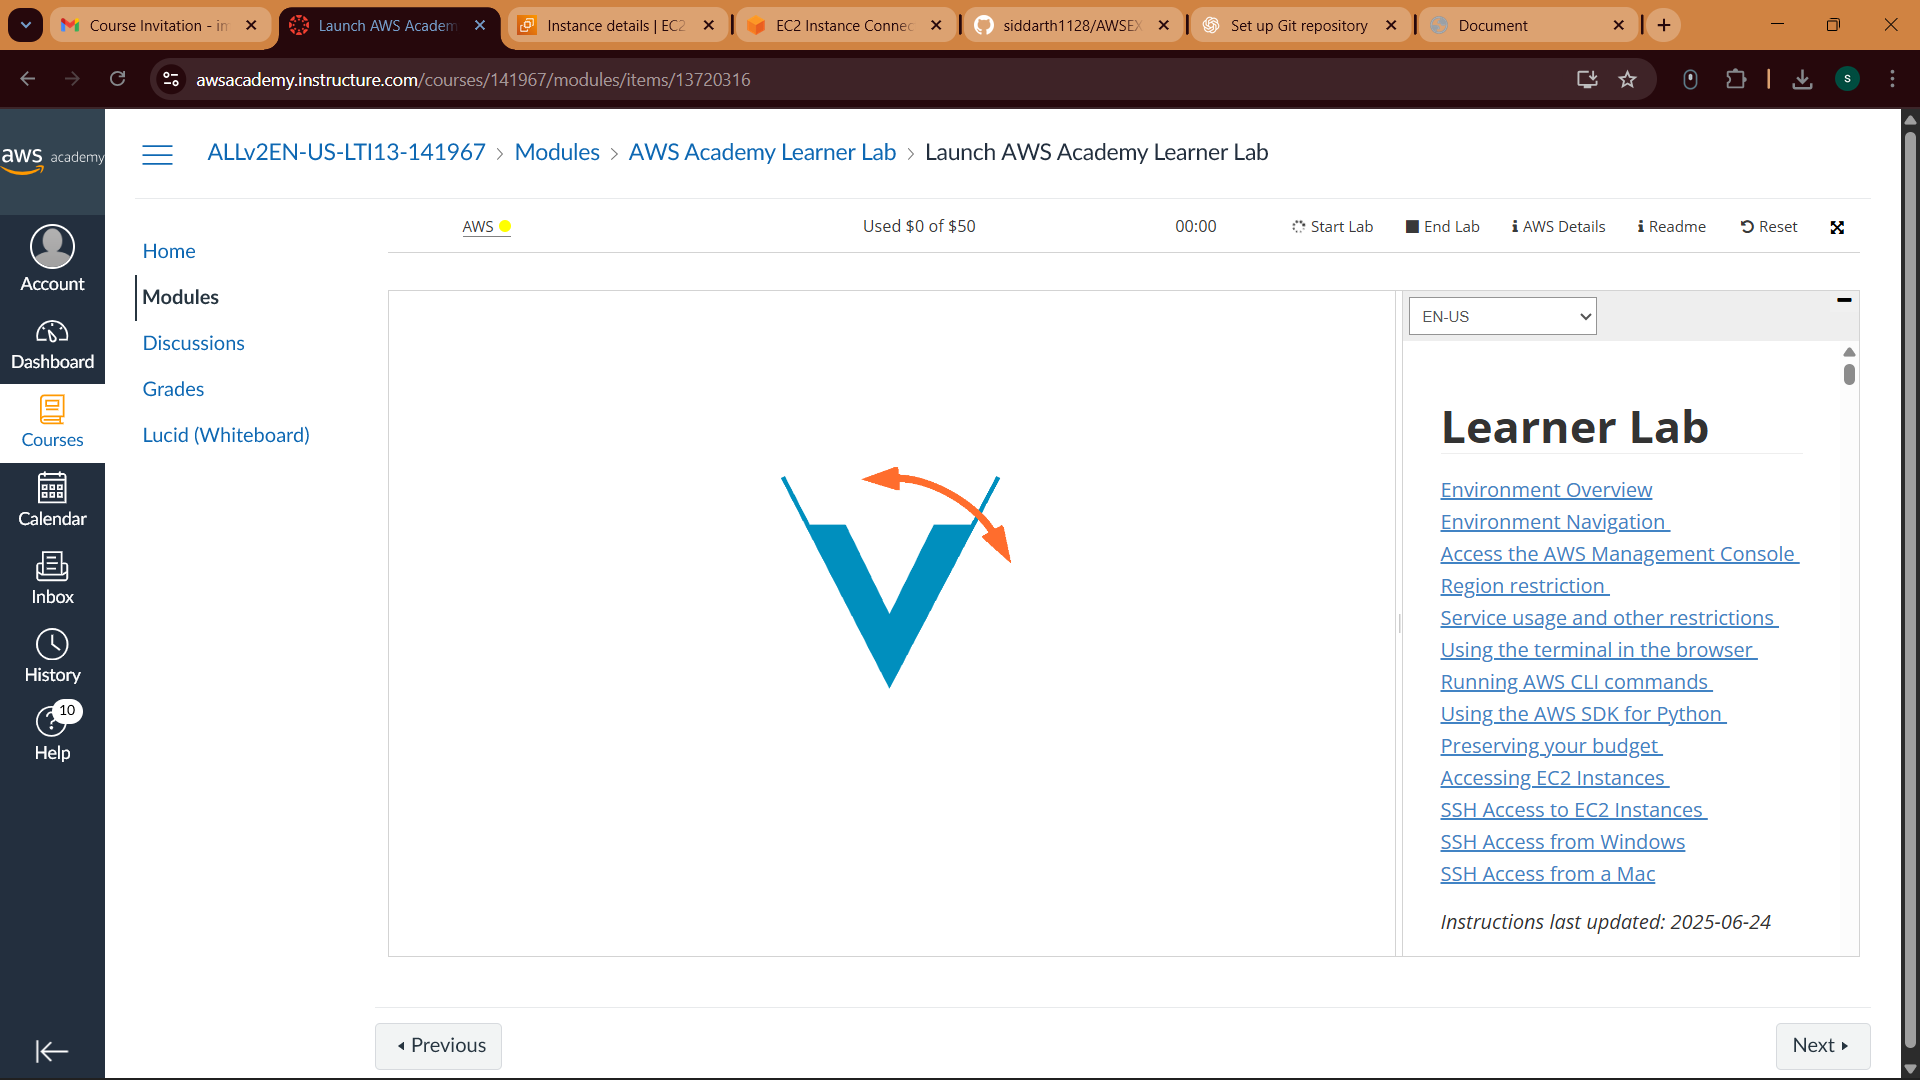 Course Invitation - in
Launch AWS Academ
Instance details | EC2
EC2 Instance Connec
siddarth1128/AWSEX
Set up Git repository
Document
awsacademy.instructure.com/courses/141967/modules/items/13720316
S
aws academy
ALLv2EN-US-LTI13-141967 > Modules > AWS Academy Learner Lab > Launch AWS Academy Learner Lab
Account
Dashboard
Courses
Calendar
Inbox
History
10
Help
Home
Modules
Discussions
Grades
Lucid (Whiteboard)
AWS Used $0 of $50 00:00 Start Lab End Lab AWS Details Readme Reset
EN-US
Learner Lab
Environment Overview
Environment Navigation
Access the AWS Management Console
Region restriction
Service usage and other restrictions
Using the terminal in the browser
Running AWS CLI commands
Using the AWS SDK for Python
Preserving your budget
Accessing EC2 Instances
SSH Access to EC2 Instances
SSH Access from Windows
SSH Access from a Mac
Instructions last updated: 2025-06-24
Previous
Next